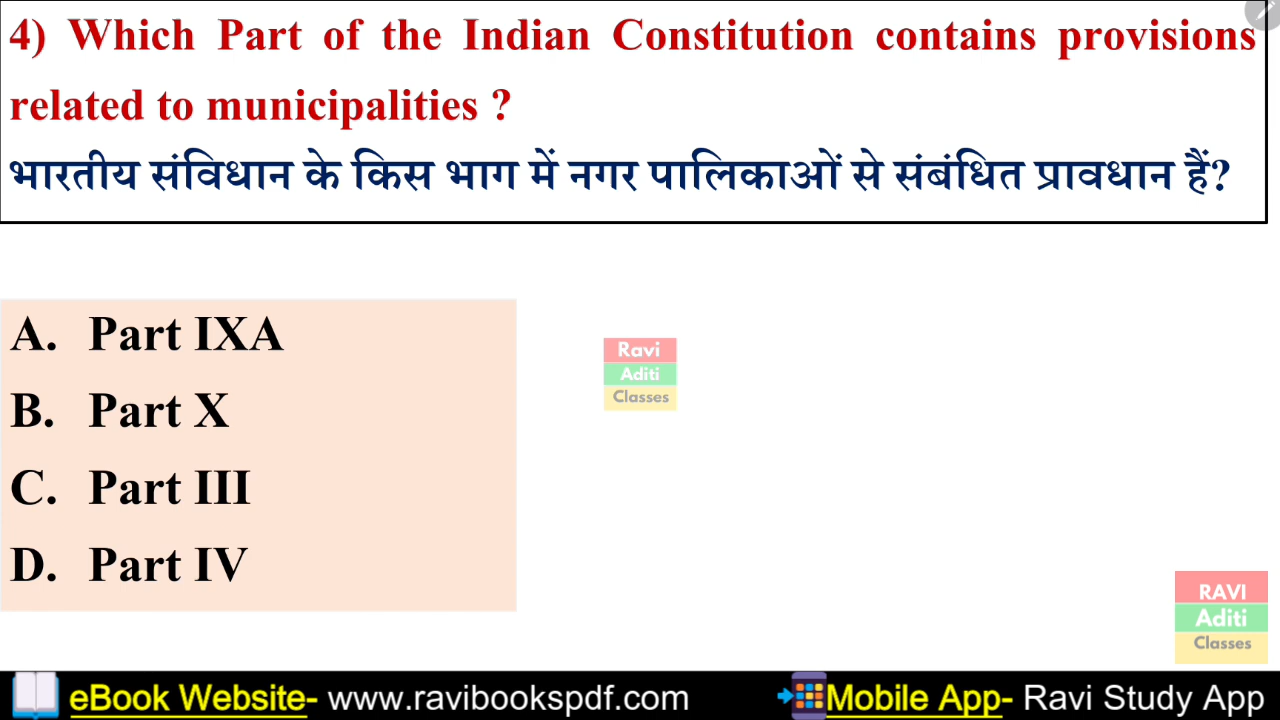 4) Which Part of the Indian Constitution contains provisions
related to municipalities ?
भारतीय संविधान के किस भाग में नगर पालिकाओं से संबंधित प्रावधान हैं?
A. Part IXA
B. Part X
C. Part III
D. Part IV
Ravi
Aditi
Classes
RAVI
Aditi
Classes
eBook Website- www.ravibookspdf.com
Mobile App- Ravi Study App